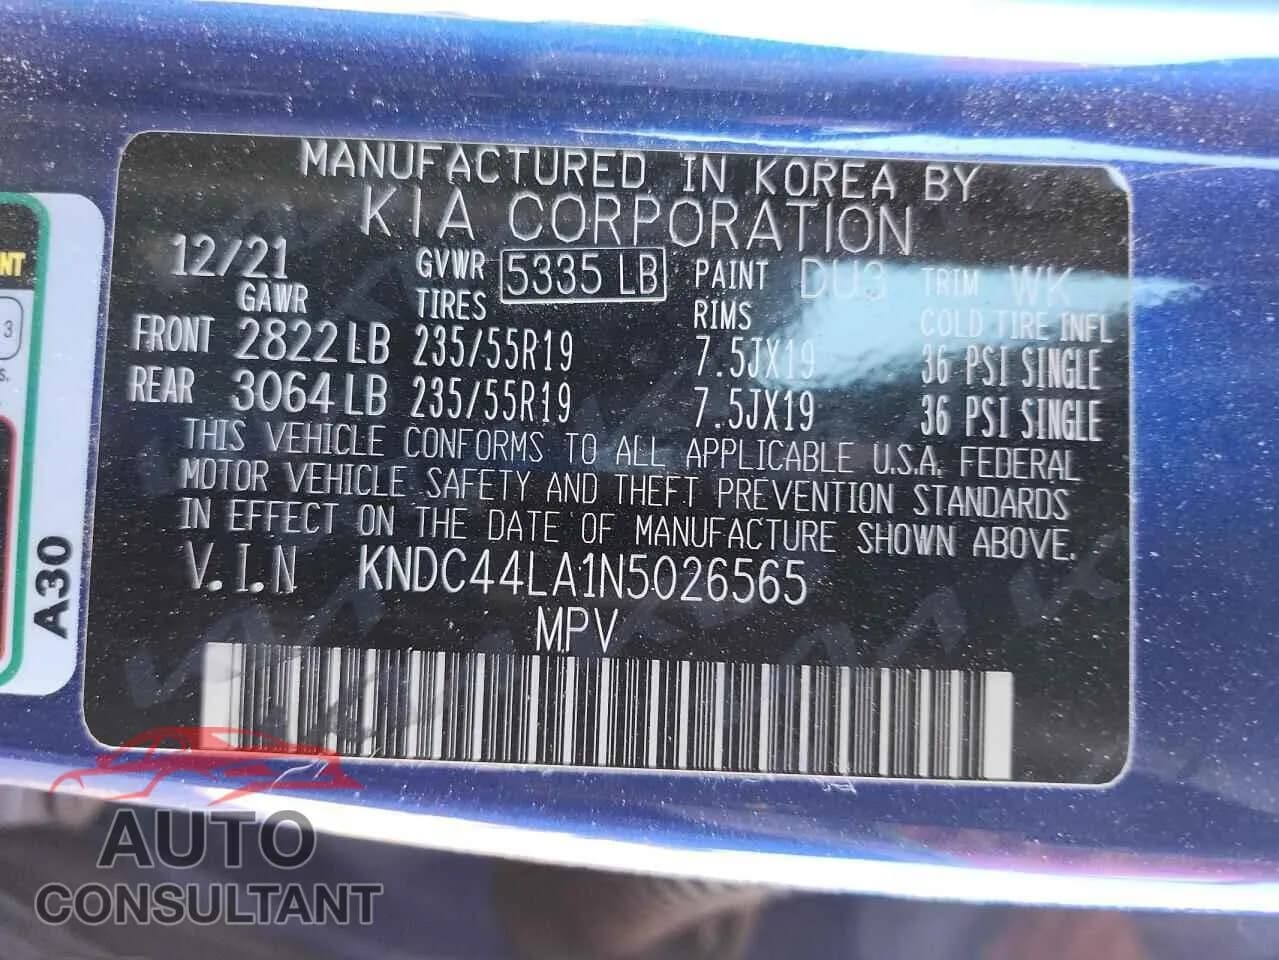 MANUFACTURED IN KOREA BY
KIA CORPORATION
12/21 GVWR 5335 LB PAINT DU3 TRIM WK
GAWR TIRES RIMS COLD TIRE INFL
FRONT 2822 LB 235/55R19 7.5JX19 36 PSI SINGLE
REAR 3064 LB 235/55R19 7.5JX19 36 PSI SINGLE
THIS VEHICLE CONFORMS TO ALL APPLICABLE U.S.A. FEDERAL
MOTOR VEHICLE SAFETY AND THEFT PREVENTION STANDARDS
IN EFFECT ON THE DATE OF MANUFACTURE SHOWN ABOVE.
V.I.N KNDC44LA1N5026565
MPV
NT
3
s.
A30
AUTO
CONSULTANT